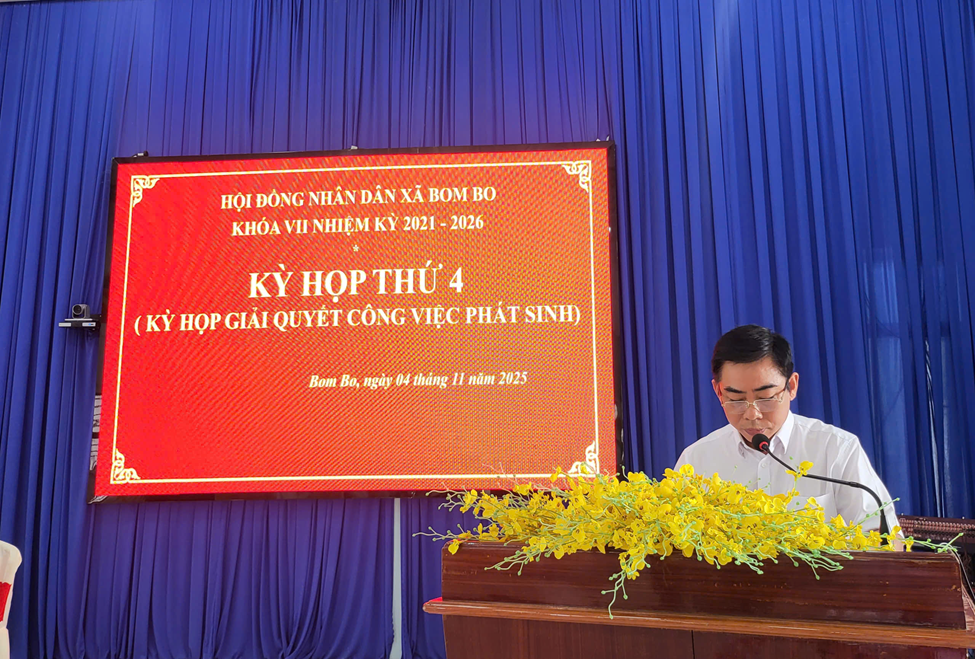 HỘI ĐỒNG NHÂN DÂN XÃ BOM BO
KHÓA VII NHIỆM KỲ 2021 - 2026
*
KỲ HỌP THỨ 4
( KỲ HỌP GIẢI QUYẾT CÔNG VIỆC PHÁT SINH)
Bom Bo, ngày 04 tháng 11 năm 2025